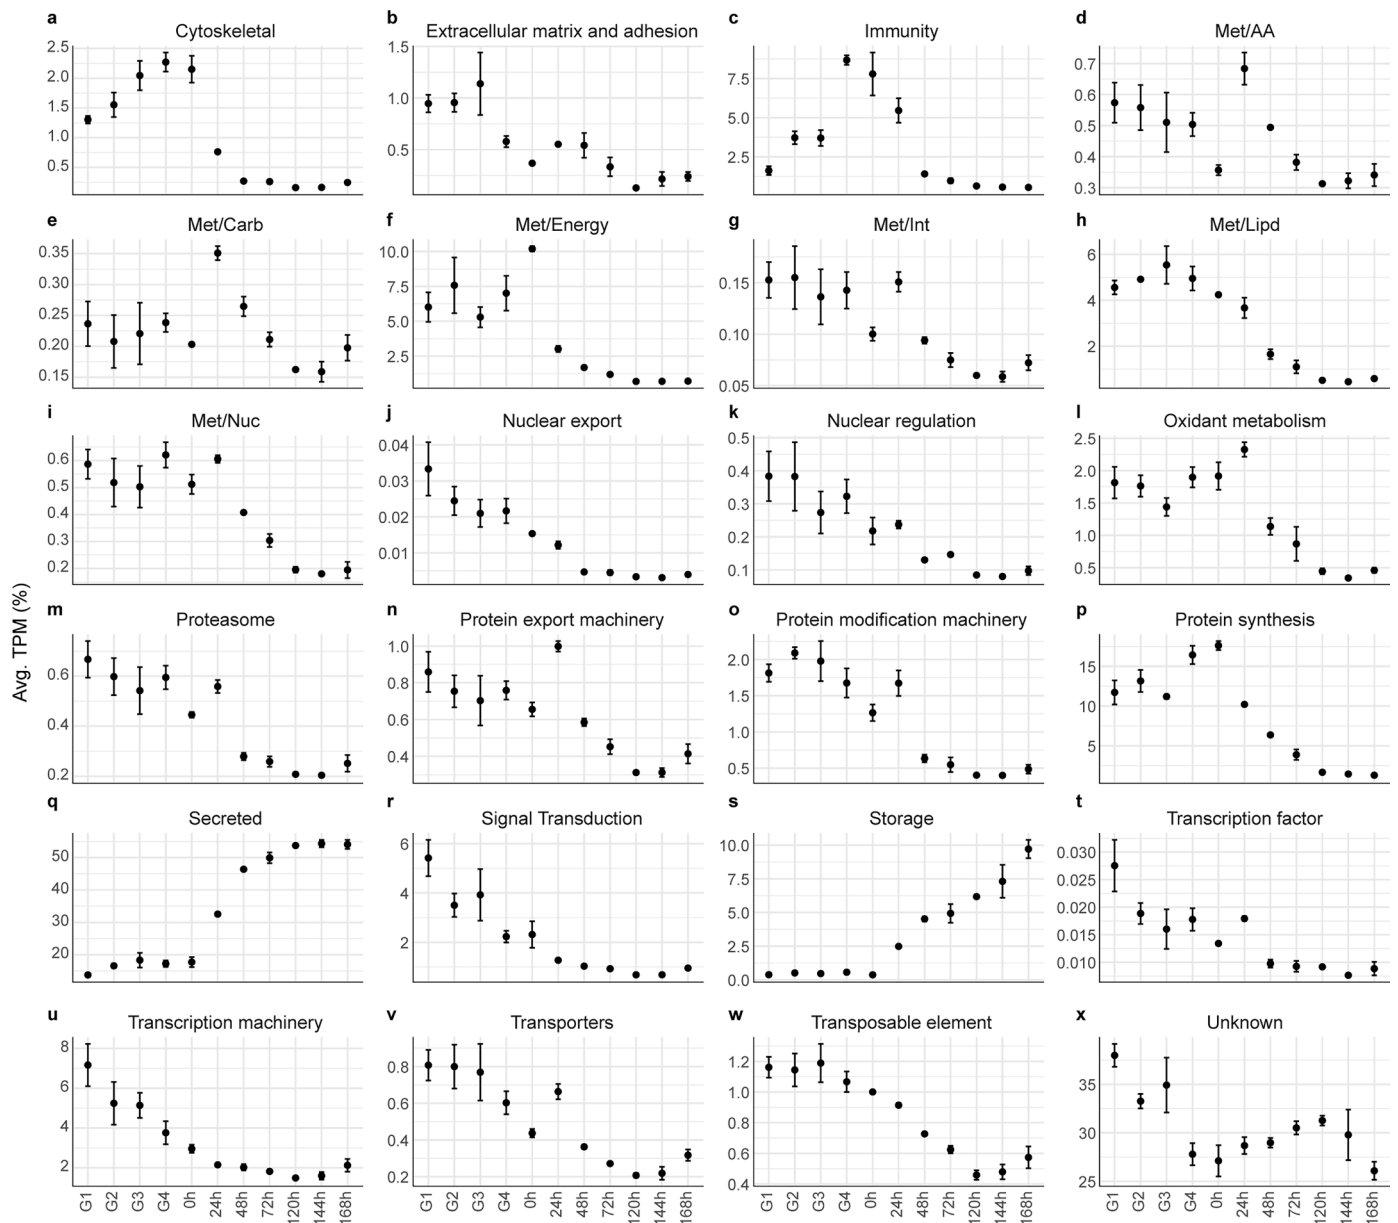 a
Cytoskeletal
2.5
2.0
1.5
1.0
0.5
b
Extracellular matrix and adhesion
1.5
1.0
0.5
c
Immunity
7.5
5.0
2.5
d
Met/AA
0.7
0.6
0.5
0.4
0.3
e
Met/Carb
0.35
0.30
0.25
0.20
0.15
f
Met/Energy
10.0
7.5
5.0
2.5
g
Met/Int
0.15
0.10
0.05
h
Met/Lipd
6
4
2
i
Met/Nuc
0.6
0.5
0.4
0.3
0.2
j
Nuclear export
0.04
0.03
0.02
0.01
k
Nuclear regulation
0.5
0.4
0.3
0.2
0.1
l
Oxidant metabolism
2.5
2.0
1.5
1.0
0.5
Avg. TPM (%)
m
Proteasome
0.6
0.4
0.2
n
Protein export machinery
1.0
0.8
0.6
0.4
o
Protein modification machinery
2.0
1.5
1.0
0.5
p
Protein synthesis
15
10
5
q
Secreted
50
40
30
20
r
Signal Transduction
6
4
2
s
Storage
10.0
7.5
5.0
2.5
0.0
t
Transcription factor
0.030
0.025
0.020
0.015
0.010
u
Transcription machinery
8
6
4
2
G1 G2 G3 G4 0h 24h 48h 72h 120h 144h 168h
v
Transporters
0.8
0.6
0.4
0.2
G1 G2 G3 G4 0h 24h 48h 72h 120h 144h 168h
w
Transposable element
1.2
1.0
0.8
0.6
0.4
G1 G2 G3 G4 0h 24h 48h 72h 120h 144h 168h
x
Unknown
35
30
25
G1 G2 G3 G4 0h 24h 48h 72h 120h 144h 168h